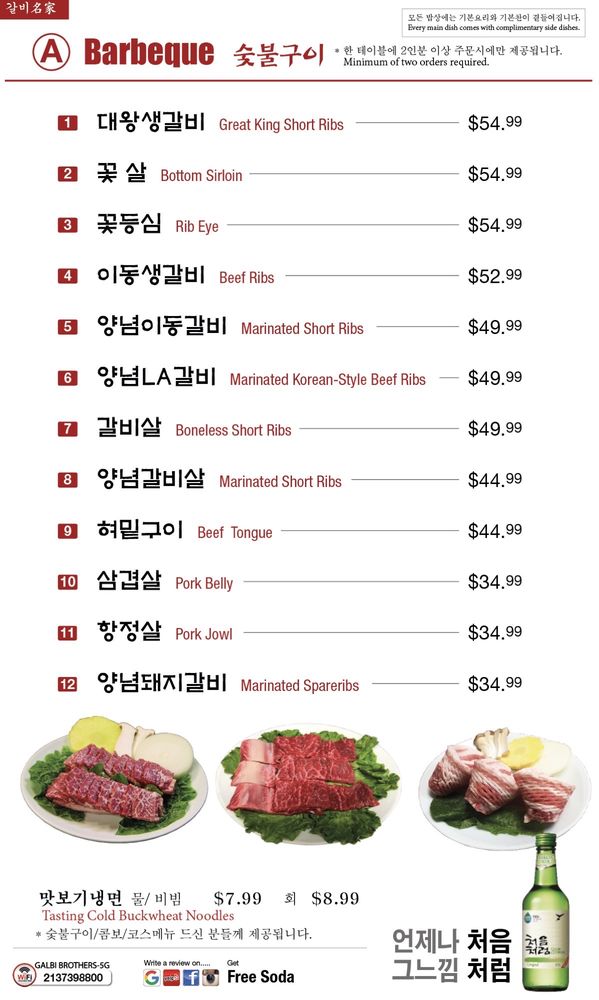 갈비名家
모든 밥상에는 기본요리와 기본찬이 곁들여집니다.
Every main dish comes with complimentary side dishes.
A Barbeque 숯불구이
* 한 테이블에 2인분 이상 주문시에만 제공됩니다.
Minimum of two orders required.
1 대왕생갈비 Great King Short Ribs $54.99
2 꽃 살 Bottom Sirloin $54.99
3 꽃등심 Rib Eye $54.99
4 이동생갈비 Beef Ribs $52.99
5 양념이동갈비 Marinated Short Ribs $49.99
6 양념LA갈비 Marinated Korean-Style Beef Ribs $49.99
7 갈비살 Boneless Short Ribs $49.99
8 양념갈비살 Marinated Short Ribs $44.99
9 혀밑구이 Beef Tongue $44.99
10 삼겹살 Pork Belly $34.99
11 항정살 Pork Jowl $34.99
12 양념돼지갈비 Marinated Spareribs $34.99
맛보기냉면 물/ 비빔 $7.99 회 $8.99
Tasting Cold Buckwheat Noodles
* 숯불구이/콤보/코스메뉴 드신 분들께 제공됩니다.
언제나 처음
그느낌 처럼
처음
처럼
WiFi
GALBI BROTHERS-5G
2137398800
Write a review on.....
G yelp f
Get
Free Soda